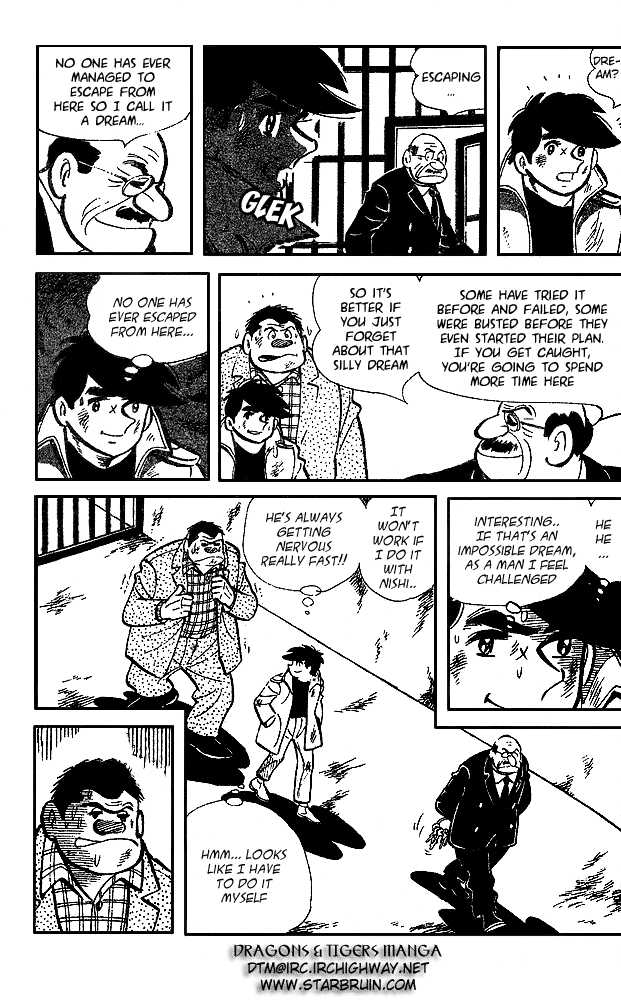 DRE-
AM?
ESCAPING
...
GLEK
NO ONE HAS EVER
MANAGED TO
ESCAPE FROM
HERE SO I CALL IT
A DREAM...
SOME HAVE TRIED IT
BEFORE AND FAILED, SOME
WERE BUSTED BEFORE THEY
EVEN STARTED THEIR PLAN.
IF YOU GET CAUGHT,
YOU'RE GOING TO SPEND
MORE TIME HERE
SO IT'S
BETTER IF
YOU JUST
FORGET
ABOUT THAT
SILLY DREAM
NO ONE HAS
EVER ESCAPED
FROM HERE...
HE
HE
...
INTERESTING..
IF THAT'S AN
IMPOSSIBLE DREAM,
AS A MAN I FEEL
CHALLENGED
IT
WON'T
WORK IF
I DO IT
WITH
NISHI..
HE'S ALWAYS
GETTING
NERVOUS
REALLY FAST!!
HMM... LOOKS
LIKE I HAVE
TO DO IT
MYSELF
DRAGONS & TIGERS MANGA
DTM@IRC.IRCHIGHWAY.NET
WWW.STARBRUIN.COM